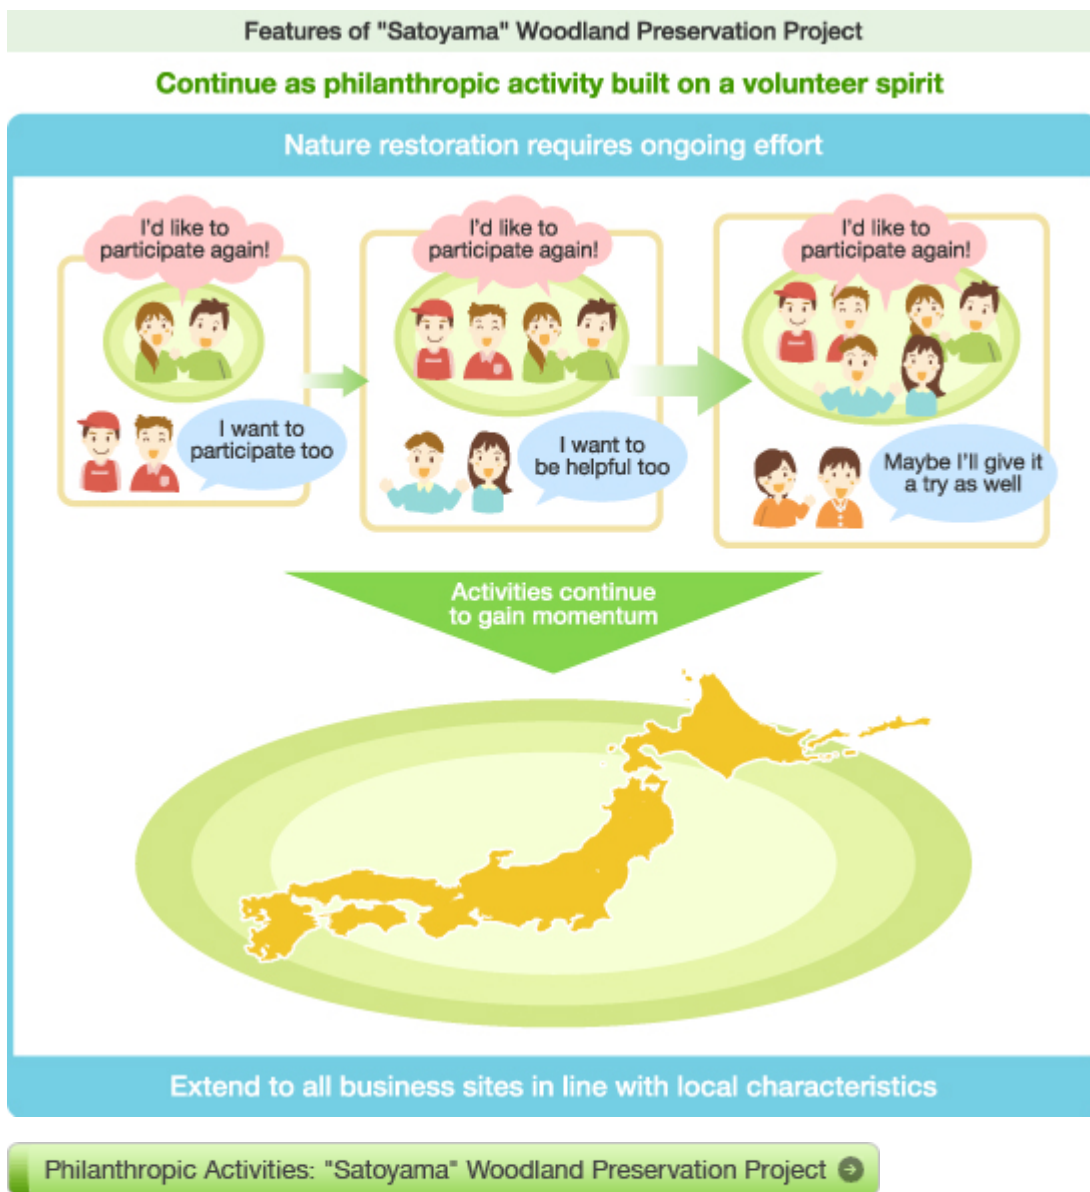 Features of "Satoyama" Woodland Preservation Project
Continue as philanthropic activity built on a volunteer spirit
Nature restoration requires ongoing effort
I'd like to
participate again!
I want to
participate too
I'd like to
participate again!
I want to
be helpful too
I'd like to
participate again!
Maybe I'll give it
a try as well
Activities continue
to gain momentum
Extend to all business sites in line with local characteristics
Philanthropic Activities: "Satoyama" Woodland Preservation Project